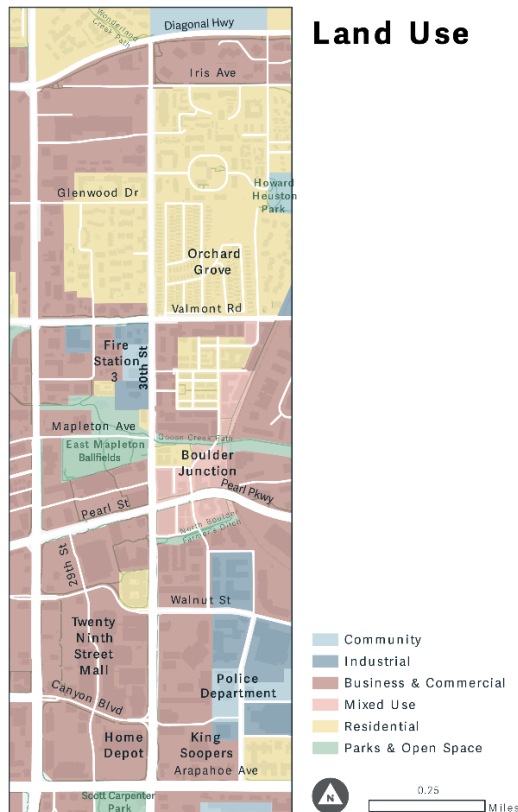 Land Use
Wonderland
Creek Path
Diagonal Hwy
Iris Ave
Glenwood Dr
Howard
Heuston
Park
Orchard
Grove
Valmont Rd
Fire
Station
3
30th St
Mapleton Ave
Goose Creek Path
East Mapleton
Ballfields
Boulder
Junction
Pearl Pkwy
Pearl St
North Boulder
Farmer's Ditch
29th St
Walnut St
Twenty
Ninth
Street
Mall
Police
Department
Canyon Blvd
Home
Depot
King
Soopers
Arapahoe Ave
Scott Carpenter
Park
Community
Industrial
Business & Commercial
Mixed Use
Residential
Parks & Open Space
N
0.25
Miles